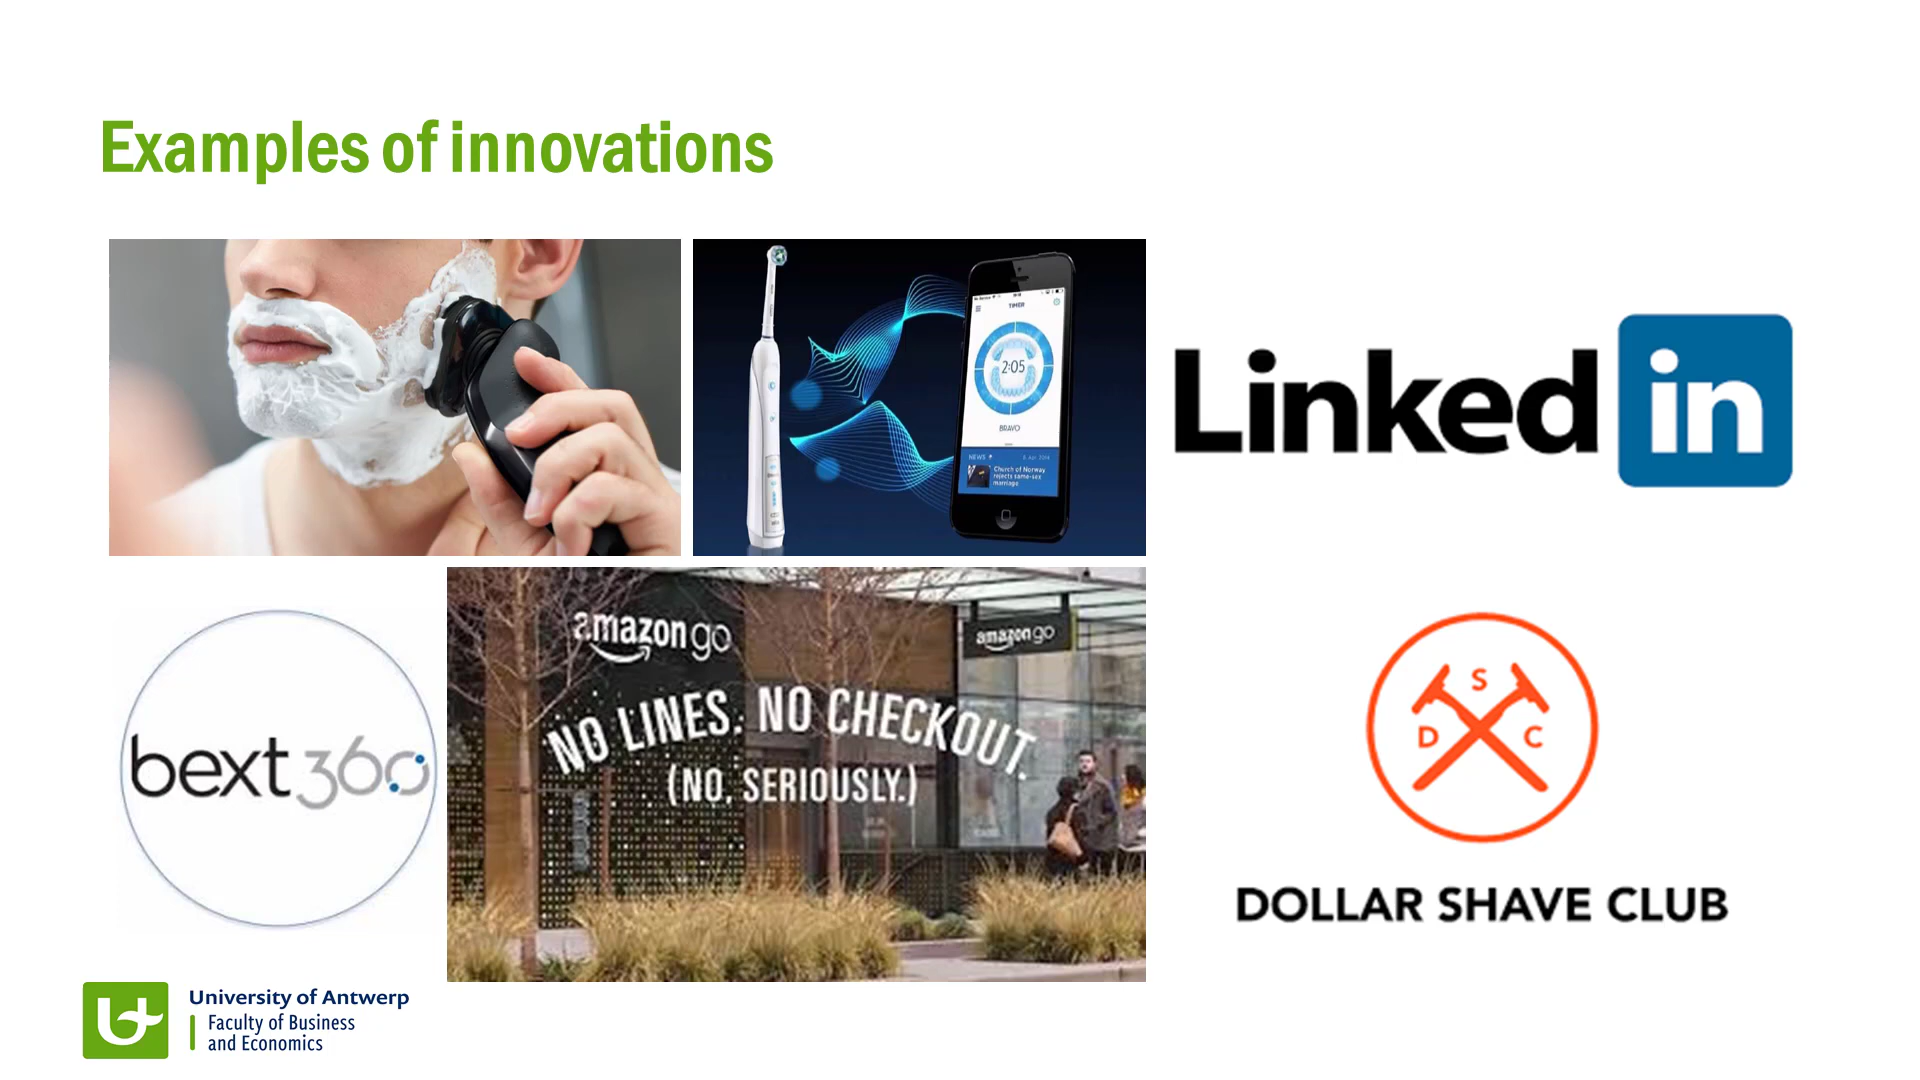 Examples of innovations
TIMER
2:05
BRAVO
NEWS
Church of Norway
rejects same-sex
marriage
Linked in
bext360
amazon go
amazon go
NO LINES. NO CHECKOUT.
(NO, SERIOUSLY.)
S
D C
DOLLAR SHAVE CLUB
University of Antwerp
Faculty of Business
and Economics